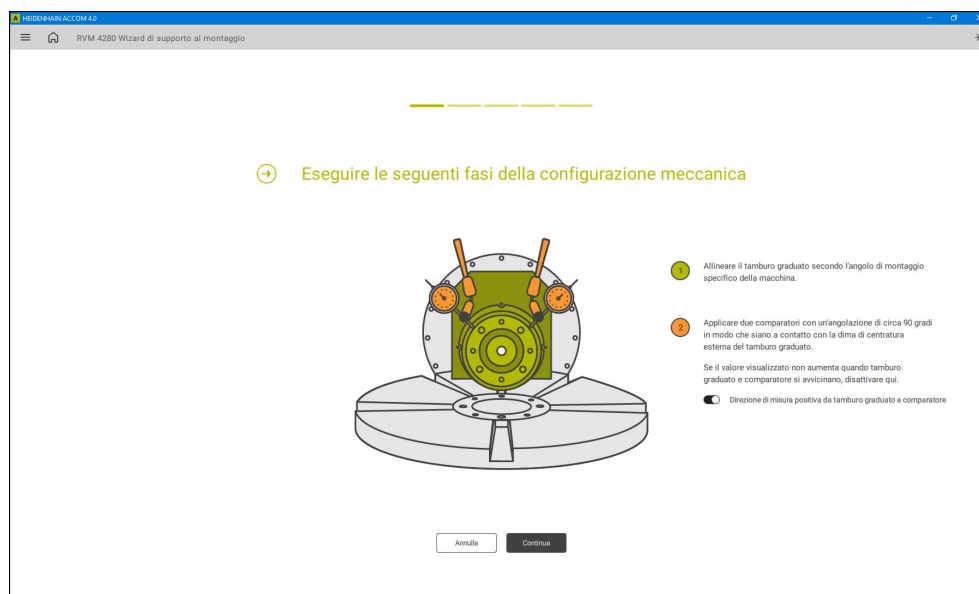 A HEIDENHAIN ACCOM 4.0
RVM 4280 Wizard di supporto al montaggio
Eseguire le seguenti fasi della configurazione meccanica
1 Allineare il tamburo graduato secondo l'angolo di montaggio
specifico della macchina.
2 Applicare due comparatori con un'angolazione di circa 90 gradi
in modo che siano a contatto con la dima di centratura
esterna del tamburo graduato.
Se il valore visualizzato non aumenta quando tamburo
graduato e comparatore si avvicinano, disattivare qui.
Direzione di misura positiva da tamburo graduato a comparatore
Annulla Continua